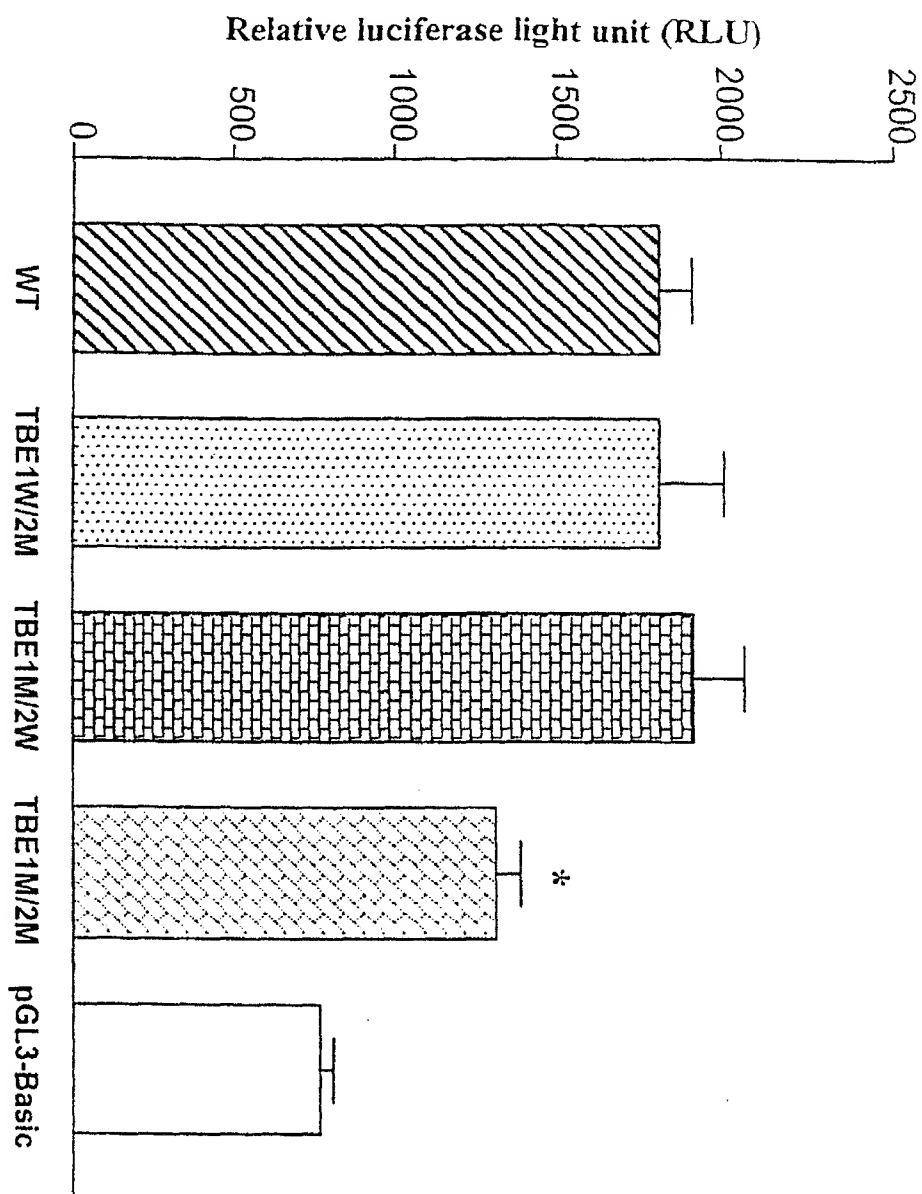 Relative luciferase light unit (RLU)
2500
2000
1500
1000
500
0
*
WT
TBE1W/2M
TBE1M/2W
TBE1M/2M
pGL3-Basic